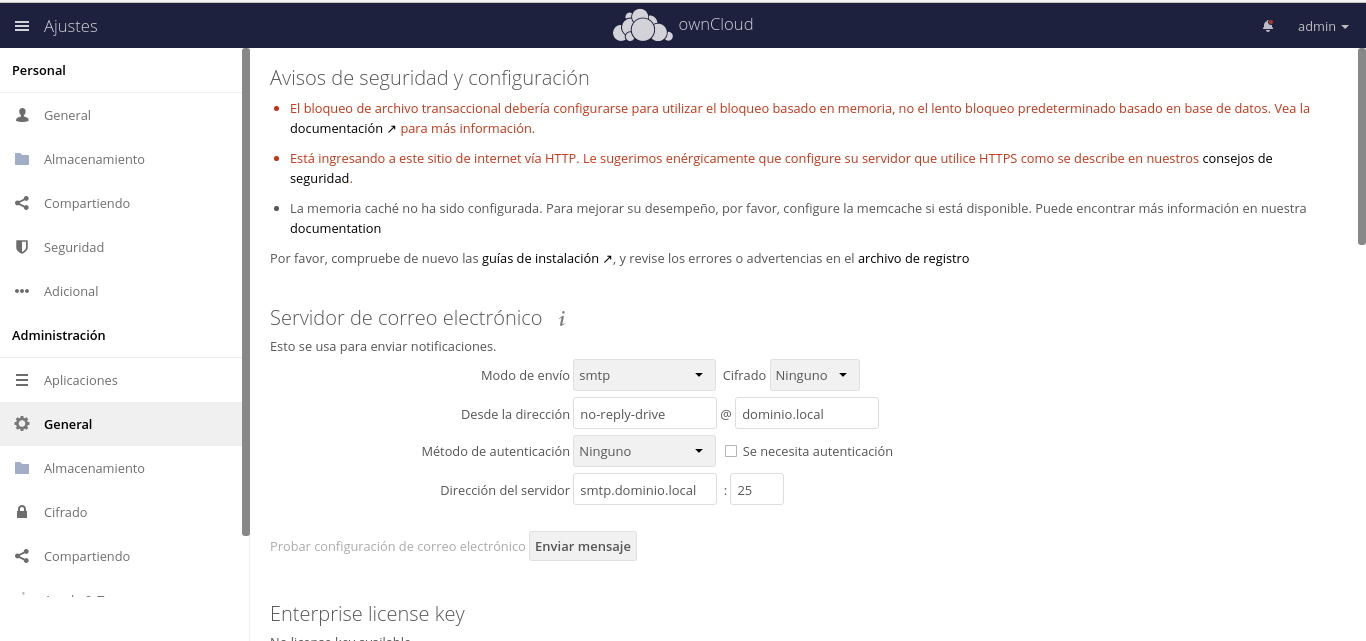 Ajustes
ownCloud
admin
Personal
General
Almacenamiento
Compartiendo
Seguridad
Adicional
Administración
Aplicaciones
General
Almacenamiento
Cifrado
Compartiendo
Avisos de seguridad y configuración
El bloqueo de archivo transaccional debería configurarse para utilizar el bloqueo basado en memoria, no el lento bloqueo predeterminado basado en base de datos. Vea la
documentación ↗ para más información.
Está ingresando a este sitio de internet vía HTTP. Le sugerimos enérgicamente que configure su servidor que utilice HTTPS como se describe en nuestros consejos de
seguridad.
La memoria caché no ha sido configurada. Para mejorar su desempeño, por favor, configure la memcache si está disponible. Puede encontrar más información en nuestra
documentation
Por favor, compruebe de nuevo las guías de instalación ↗, y revise los errores o advertencias en el archivo de registro
Servidor de correo electrónico i
Esto se usa para enviar notificaciones.
Modo de envío smtp Cifrado Ninguno
Desde la dirección no-reply-drive @ dominio.local
Método de autenticación Ninguno Se necesita autenticación
Dirección del servidor smtp.dominio.local : 25
Probar configuración de correo electrónico Enviar mensaje
Enterprise license key
No license key available